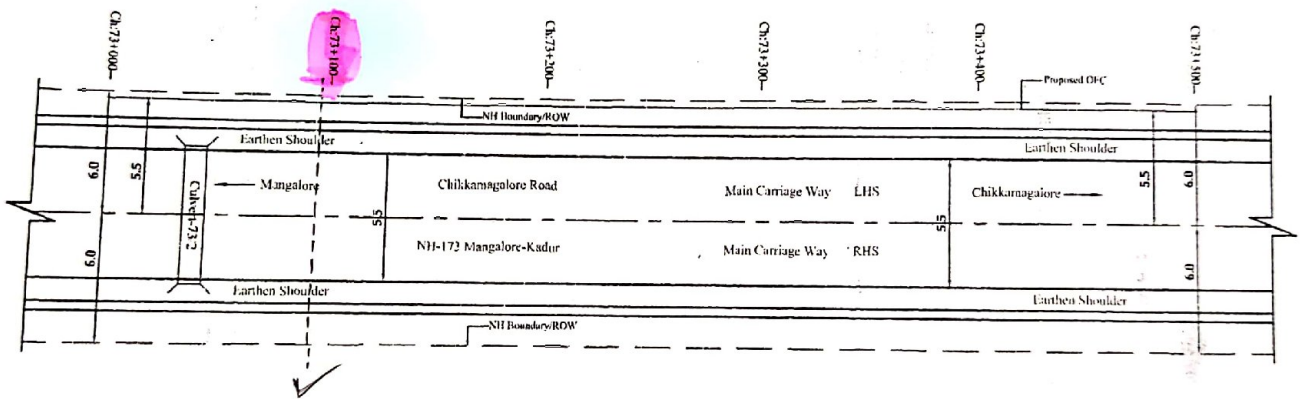 Ch:73+000
Ch:73+100
Ch:73+200
Ch:73+300
Ch:73+400
Ch:73+500
Proposed OFC
NH Boundary/ROW
Earthen Shoulder
Earthen Shoulder
6.0
5.5
Culvert-73/2
Mangalore
Chikkamagalore Road
Main Carriage Way LHS
Chikkamagalore
5.5
6.0
5.5
5.5
6.0
NH-173 Mangalore-Kadur
Main Carriage Way RHS
6.0
Earthen Shoulder
Earthen Shoulder
NH Boundary/ROW